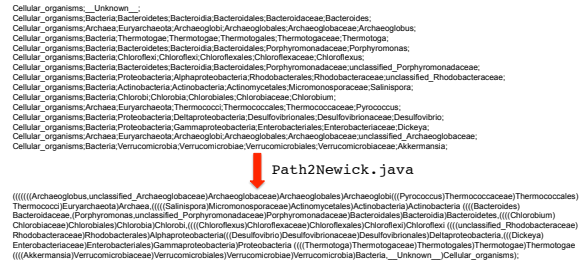 Cellular_organisms;__Unknown__;
Cellular_organisms;Bacteria;Bacteroidetes;Bacteroidia;Bacteroidales;Bacteroidaceae;Bacteroides;
Cellular_organisms;Archaea;Euryarchaeota;Archaeoglobi;Archaeoglobales;Archaeoglobaceae;Archaeoglobus;
Cellular_organisms;Bacteria;Thermotogae;Thermotogae;Thermotogales;Thermotogaceae;Thermotoga;
Cellular_organisms;Bacteria;Bacteroidetes;Bacteroidia;Bacteroidales;Porphyromonadaceae;Porphyromonas;
Cellular_organisms;Bacteria;Chloroflexi;Chloroflexi;Chloroflexales;Chloroflexaceae;Chloroflexus;
Cellular_organisms;Bacteria;Bacteroidetes;Bacteroidia;Bacteroidales;Porphyromonadaceae;unclassified_Porphyromonadaceae;
Cellular_organisms;Bacteria;Proteobacteria;Alphaproteobacteria;Rhodobacterales;Rhodobacteraceae;unclassified_Rhodobacteraceae;
Cellular_organisms;Bacteria;Actinobacteria;Actinobacteria;Actinomycetales;Micromonosporaceae;Salinispora;
Cellular_organisms;Bacteria;Chlorobi;Chlorobia;Chlorobiales;Chlorobiaceae;Chlorobium;
Cellular_organisms;Archaea;Euryarchaeota;Thermococci;Thermococcales;Thermococcaceae;Pyrococcus;
Cellular_organisms;Bacteria;Proteobacteria;Deltaproteobacteria;Desulfovibrionales;Desulfovibrionaceae;Desulfovibrio;
Cellular_organisms;Bacteria;Proteobacteria;Gammaproteobacteria;Enterobacteriales;Enterobacteriaceae;Dickeya;
Cellular_organisms;Archaea;Euryarchaeota;Archaeoglobi;Archaeoglobales;Archaeoglobaceae;unclassified_Archaeoglobaceae;
Cellular_organisms;Bacteria;Verrucomicrobia;Verrucomicrobiae;Verrucomicrobiales;Verrucomicrobiaceae;Akkermansia;
Path2Newick.java
(((((((Archaeoglobus,unclassified_Archaeoglobaceae)Archaeoglobaceae)Archaeoglobales)Archaeoglobi(((Pyrococcus)Thermococcaceae)Thermococcales)
Thermococci)Euryarchaeota)Archaea,(((((Salinispora)Micromonosporaceae)Actinomycetales)Actinobacteria)Actinobacteria ((((Bacteroides)
Bacteroidaceae,(Porphyromonas,unclassified_Porphyromonadaceae)Porphyromonadaceae)Bacteroidales)Bacteroidia)Bacteroidetes,((((Chlorobium)
Chlorobiaceae)Chlorobiales)Chlorobia)Chlorobi,((((Chloroflexus)Chloroflexaceae)Chloroflexales)Chloroflexi)Chloroflexi ((((unclassified_Rhodobacteraceae)
Rhodobacteraceae)Rhodobacterales)Alphaproteobacteria(((Desulfovibrio)Desulfovibrionaceae)Desulfovibrionales)Deltaproteobacteria,(((Dickeya)
Enterobacteriaceae)Enterobacteriales)Gammaproteobacteria)Proteobacteria ((((Thermotoga)Thermotogaceae)Thermotogales)Thermotogae)Thermotogae
((((Akkermansia)Verrucomicrobiaceae)Verrucomicrobiales)Verrucomicrobiae)Verrucomicrobia)Bacteria,__Unknown__)Cellular_organisms;